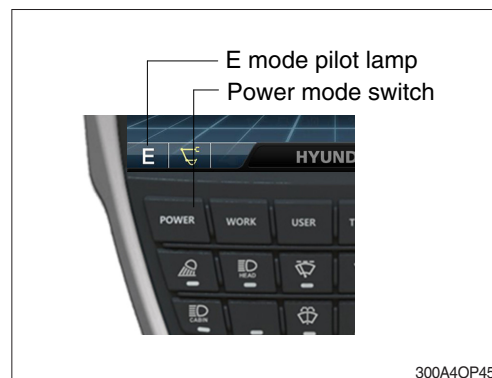 E mode pilot lamp
Power mode switch
E
HYUND
POWER WORK USER T
HEAD
CABIN
300A4OP45